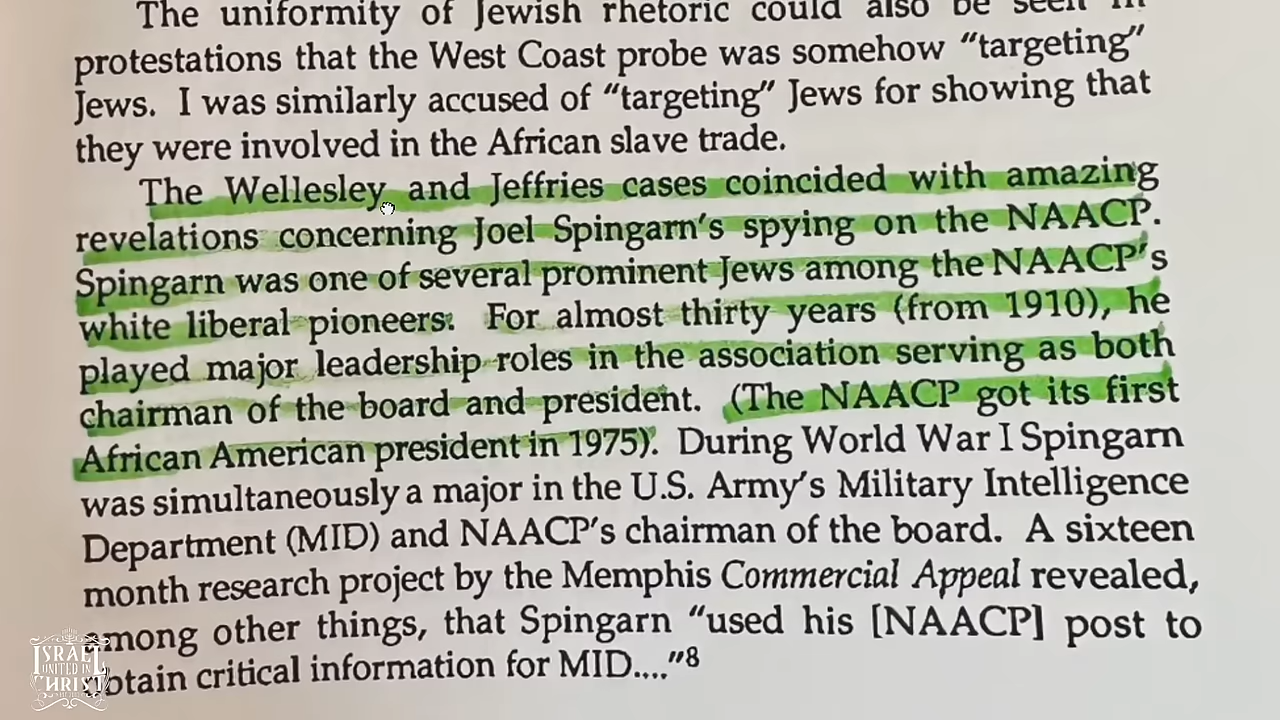 The uniformity of Jewish rhetoric could also be seen in
protestations that the West Coast probe was somehow “targeting”
Jews. I was similarly accused of “targeting” Jews for showing that
they were involved in the African slave trade.
The Wellesley and Jeffries cases coincided with amazing
revelations concerning Joel Spingarn’s spying on the NAACP.
Spingarn was one of several prominent Jews among the NAACP’s
white liberal pioneers. For almost thirty years (from 1910), he
played major leadership roles in the association serving as both
chairman of the board and president. (The NAACP got its first
African American president in 1975). During World War I Spingarn
was simultaneously a major in the U.S. Army’s Military Intelligence
Department (MID) and NAACP’s chairman of the board. A sixteen
month research project by the Memphis Commercial Appeal revealed,
among other things, that Spingarn “used his [NAACP] post to
obtain critical information for MID....”8
ISRAEL
UNITED IN
CHRIST